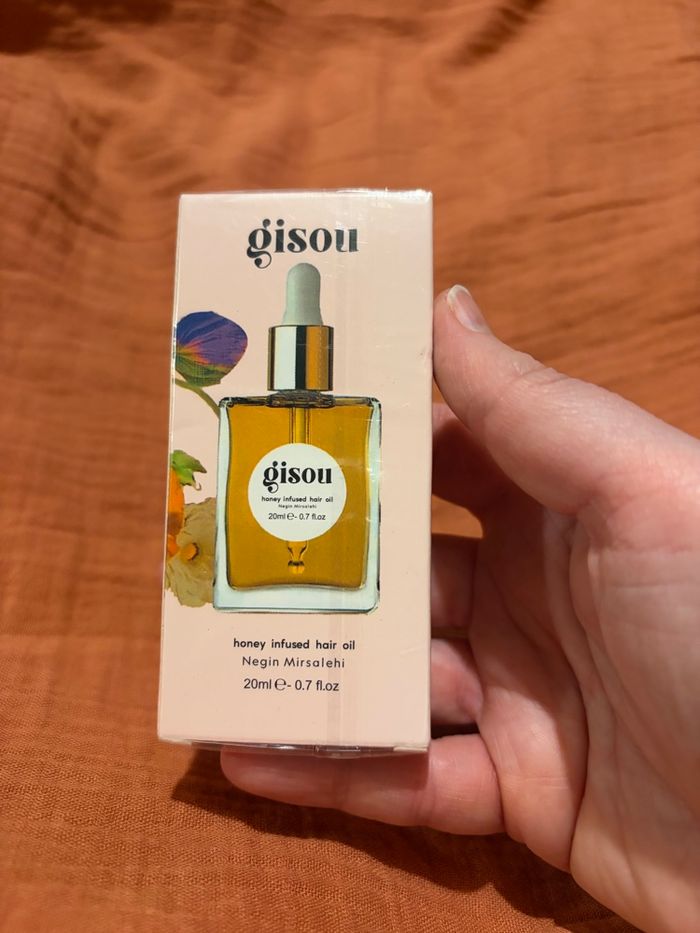 gisou
gisou
honey infused hair oil
Negin Mirsalehi
20ml ℮- 0.7 fl.oz
honey infused hair oil
Negin Mirsalehi
20ml ℮- 0.7 fl.oz